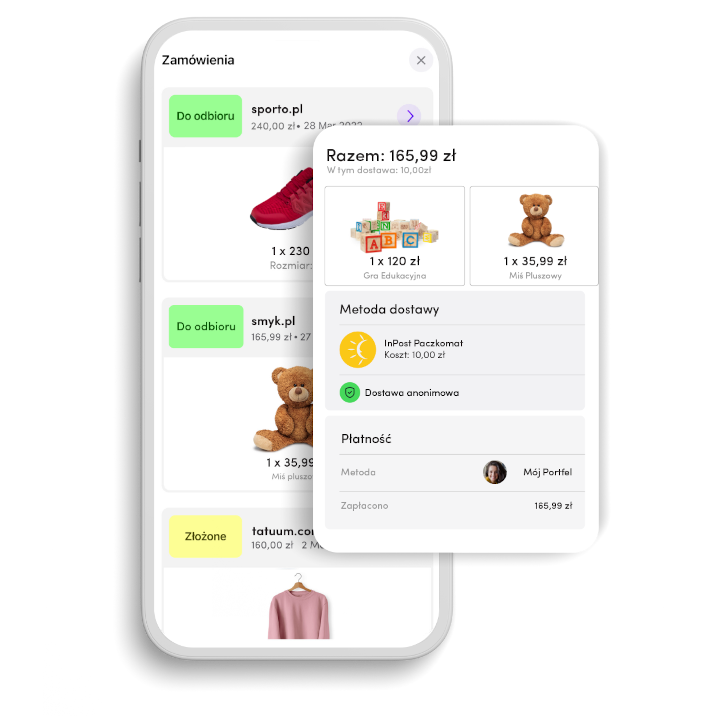 Zamówienia
Do odbioru
sporto.pl
240,00 zł • 28 Mar 2022
1 x 230
Rozmiar:
Do odbioru
smyk.pl
165,99 zł • 27
1 x 35,99
Miś pluszo
Złożone
tatuum.com
160,00 zł 2 M
Razem: 165,99 zł
W tym dostawa: 10,00zł
A B C
1 x 120 zł
Gra Edukacyjna
1 x 35,99 zł
Miś Pluszowy
Metoda dostawy
InPost Paczkomat
Koszt: 10,00 zł
Dostawa anonimowa
Płatność
Metoda
Mój Portfel
Zapłacono
165,99 zł